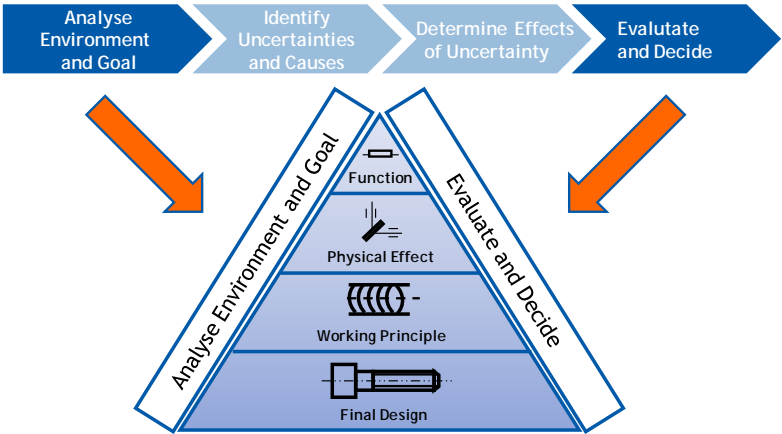 Analyse
Environment
and Goal
Identify
Uncertainties
and Causes
Determine Effects
of Uncertainty
Evalutate
and Decide
Analyse Environment and Goal
Evaluate and Decide
Function
Physical Effect
Working Principle
Final Design